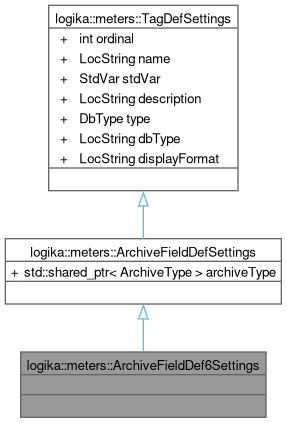 logika::meters::TagDefSettings
+ int ordinal
+ LocString name
+ StdVar stdVar
+ LocString description
+ DbType type
+ LocString dbType
+ LocString displayFormat
logika::meters::ArchiveFieldDefSettings
+ std::shared_ptr< ArchiveType > archiveType
logika::meters::ArchiveFieldDef6Settings